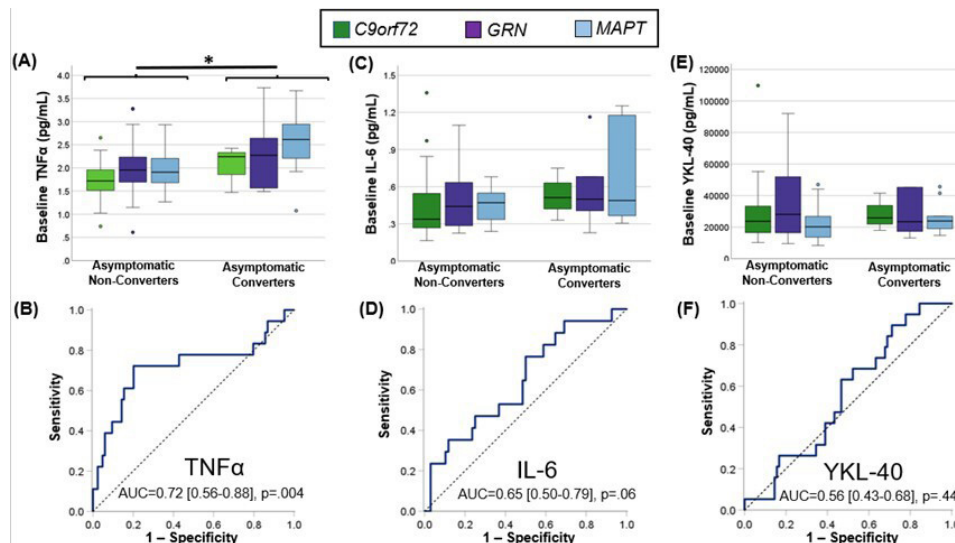 C9orf72 GRN MAPT
(A)
*
Baseline TNFα (pg/mL)
4.0
3.5
3.0
2.5
2.0
1.5
1.0
.5
.0
Asymptomatic Non-Converters
Asymptomatic Converters
(C)
Baseline IL-6 (pg/mL)
1.5
1.2
.9
.6
.3
.0
Asymptomatic Non-Converters
Asymptomatic Converters
(E)
Baseline YKL-40 (pg/mL)
120000
100000
80000
60000
40000
20000
0
Asymptomatic Non-Converters
Asymptomatic Converters
(B)
Sensitivity
1.0
0.8
0.6
0.4
0.2
0.0
TNFα
AUC=0.72 [0.56-0.88], p=.004
0.0 0.2 0.4 0.6 0.8 1.0
1 – Specificity
(D)
Sensitivity
1.0
0.8
0.6
0.4
0.2
0.0
IL-6
AUC=0.65 [0.50-0.79], p=.06
0.0 0.2 0.4 0.6 0.8 1.0
1 – Specificity
(F)
Sensitivity
1.0
0.8
0.6
0.4
0.2
0.0
YKL-40
AUC=0.56 [0.43-0.68], p=.44
0.0 0.2 0.4 0.6 0.8 1.0
1 – Specificity